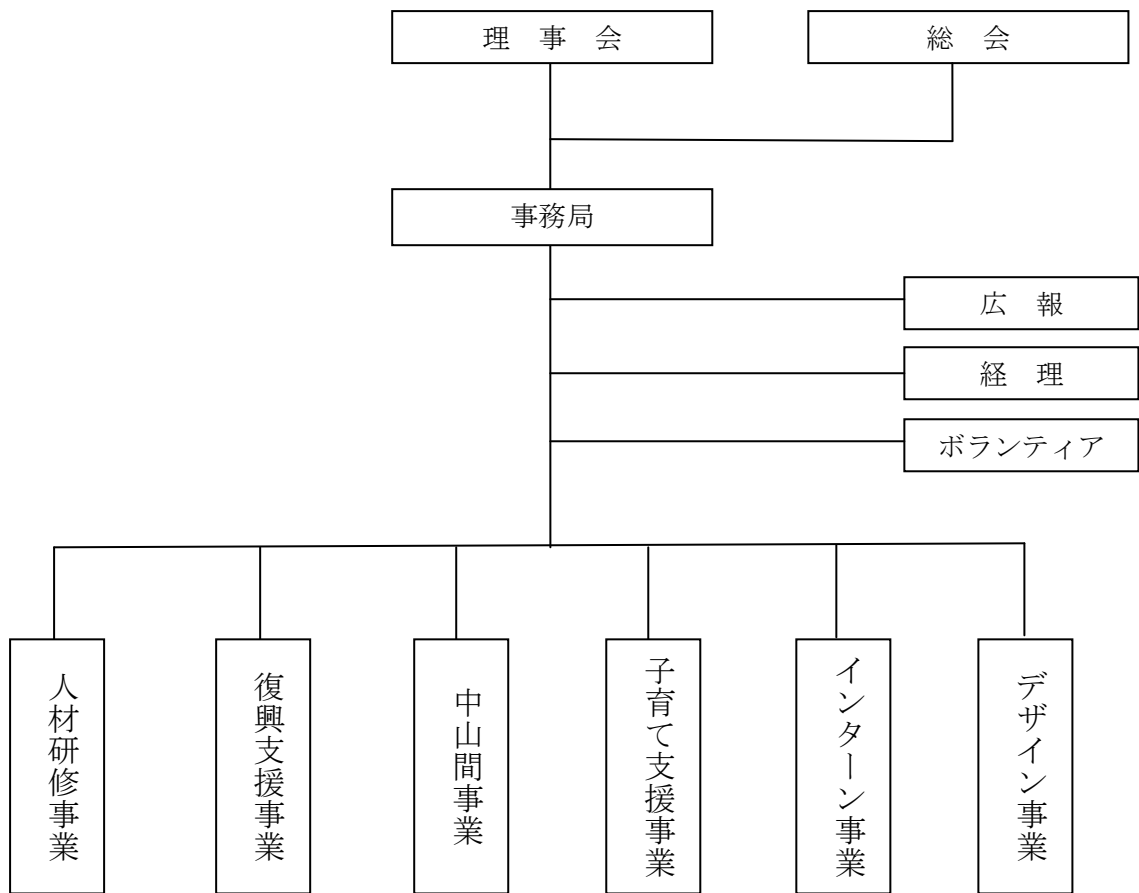 理 事 会
総 会
事務局
広 報
経 理
ボランティア
人材研修事業
復興支援事業
中山間事業
子育て支援事業
インターン事業
デザイン事業